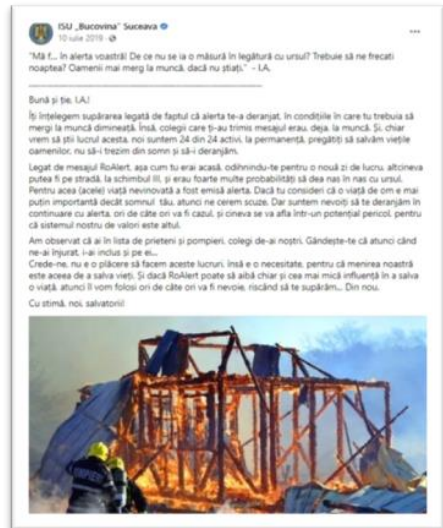 ISU „Bucovina” Suceava
10 iulie 2019 ·
"Mă f... în alerta voastră! De ce nu se ia o măsură în legătură cu ursul? Trebuie să ne frecati
noaptea? Oamenii mai merg la muncă, dacă nu știați." - I.A.
Bună și ție, I.A.!
Îți înțelegem supărarea legată de faptul că alerta te-a deranjat, în condițiile în care tu trebuia să
mergi la muncă dimineață. Însă, colegii care ți-au trimis mesajul erau, deja, la muncă. Și, chiar
vrem să știi lucrul acesta, noi suntem 24 din 24 activi, la permanență, pregătiți să salvăm viețile
oamenilor, nu să-i trezim din somn și să-i deranjăm.
Legat de mesajul RoAlert, așa cum tu erai acasă, odihnindu-te pentru o nouă zi de lucru, altcineva
putea fi pe stradă, la schimbul III, și erau foarte multe probabilități să dea nas în nas cu ursul.
Pentru acea (acele) viață nevinovată a fost emisă alerta. Dacă tu consideri că o viață de om e mai
puțin importantă decât somnul tău, atunci ne cerem scuze. Dar suntem nevoiți să te deranjăm în
continuare cu alerta, ori de câte ori va fi cazul, și cineva se va afla într-un potențial pericol, pentru
că sistemul nostru de valori este altul.
Am observat că ai în lista de prieteni și pompieri, colegi de-ai noștri. Gândește-te că atunci când
ne-ai înjurat, i-ai inclus și pe ei...
Crede-ne, nu e o plăcere să facem aceste lucruri, însă e o necesitate, pentru că menirea noastră
este aceea de a salva vieți. Și dacă RoAlert poate să aibă chiar și cea mai mică influență în a salva
o viață, atunci îl vom folosi ori de câte ori va fi nevoie, riscând să te supărăm... Din nou.
Cu stimă, noi, salvatorii!
POMPIERII